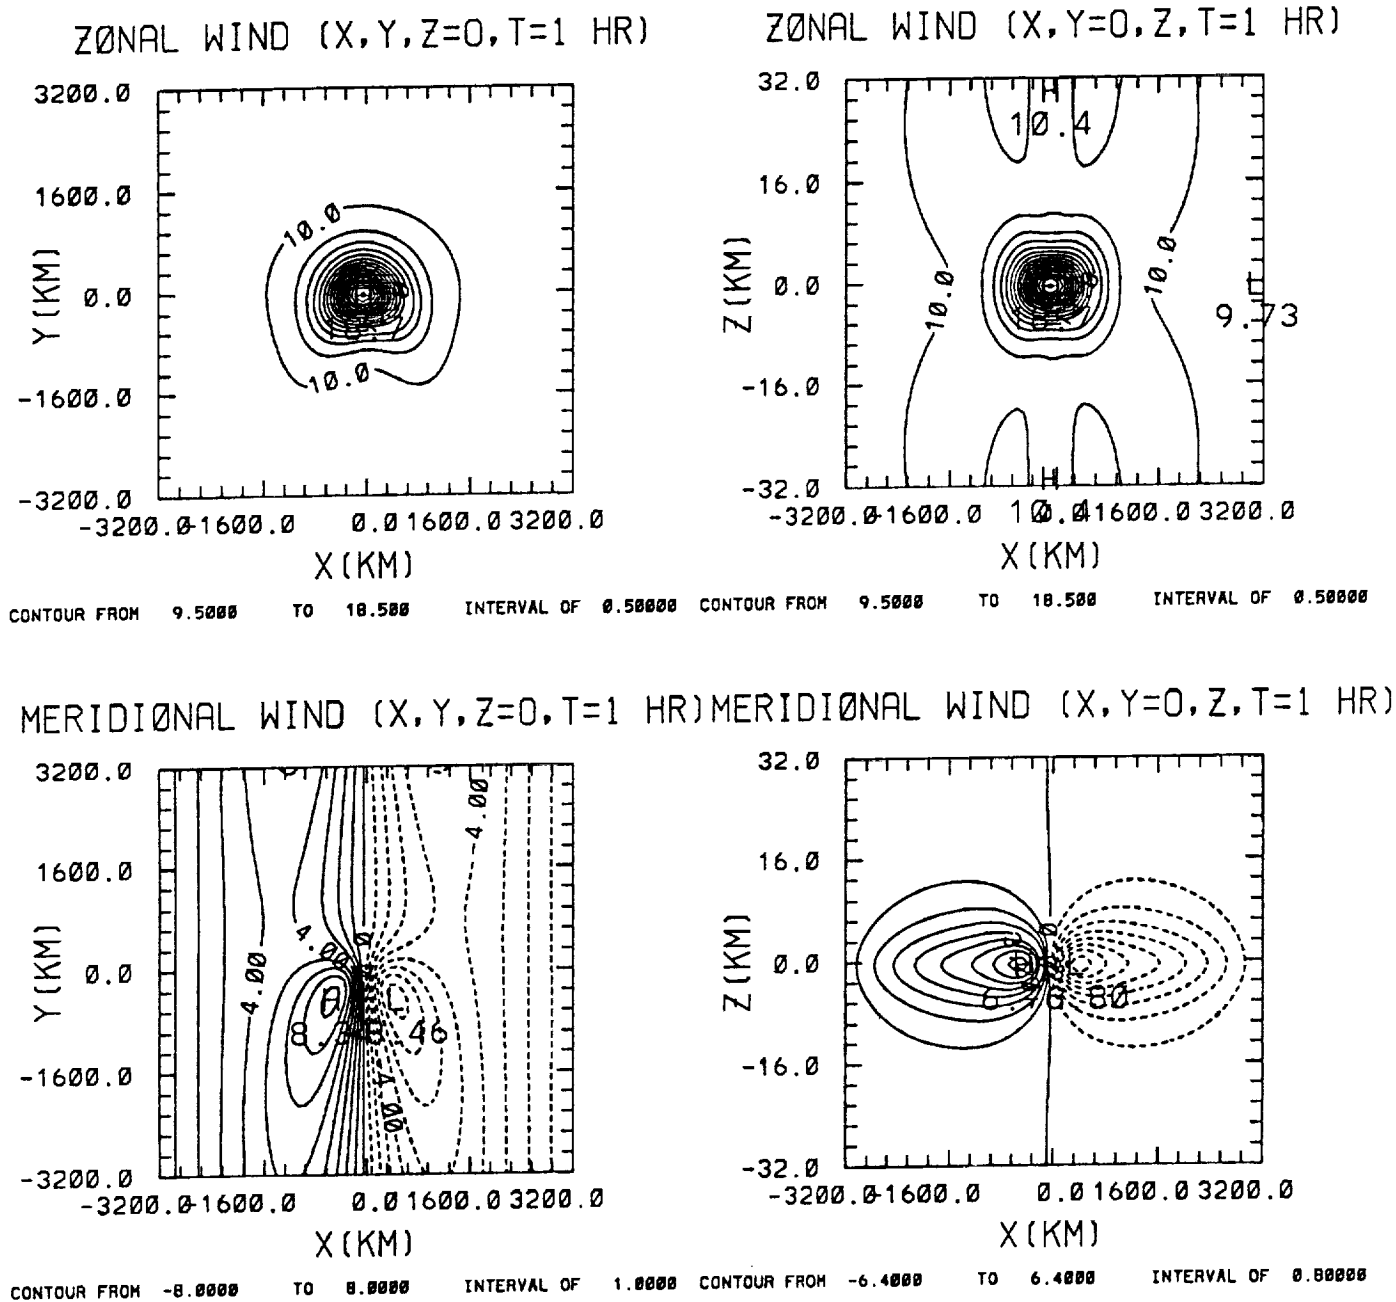 ZØNAL WIND (X,Y,Z=0,T=1 HR)
3200.0
1600.0
0.0
-1600.0
-3200.0
Y(KM)
10.0
10.0
-3200.0 -1600.0 0.0 1600.0 3200.0
X(KM)
CONTOUR FROM 9.5000 TO 18.500 INTERVAL OF 0.50000
ZØNAL WIND (X,Y=0,Z,T=1 HR)
32.0
16.0
0.0
-16.0
-32.0
Z(KM)
H
10.4
10.0
10.0
L
9.73
H
10.4
-3200.0 -1600.0 0.0 1600.0 3200.0
X(KM)
CONTOUR FROM 9.5000 TO 18.500 INTERVAL OF 0.50000
MERIDIØNAL WIND (X,Y,Z=0,T=1 HR)
3200.0
1600.0
0.0
-1600.0
-3200.0
Y(KM)
4.00
4.00
4.00
4.00
-3200.0 -1600.0 0.0 1600.0 3200.0
X(KM)
CONTOUR FROM -8.0000 TO 8.0000 INTERVAL OF 1.0000
MERIDIØNAL WIND (X,Y=0,Z,T=1 HR)
32.0
16.0
0.0
-16.0
-32.0
Z(KM)
-3200.0 -1600.0 0.0 1600.0 3200.0
X(KM)
CONTOUR FROM -6.4000 TO 6.4000 INTERVAL OF 0.80000